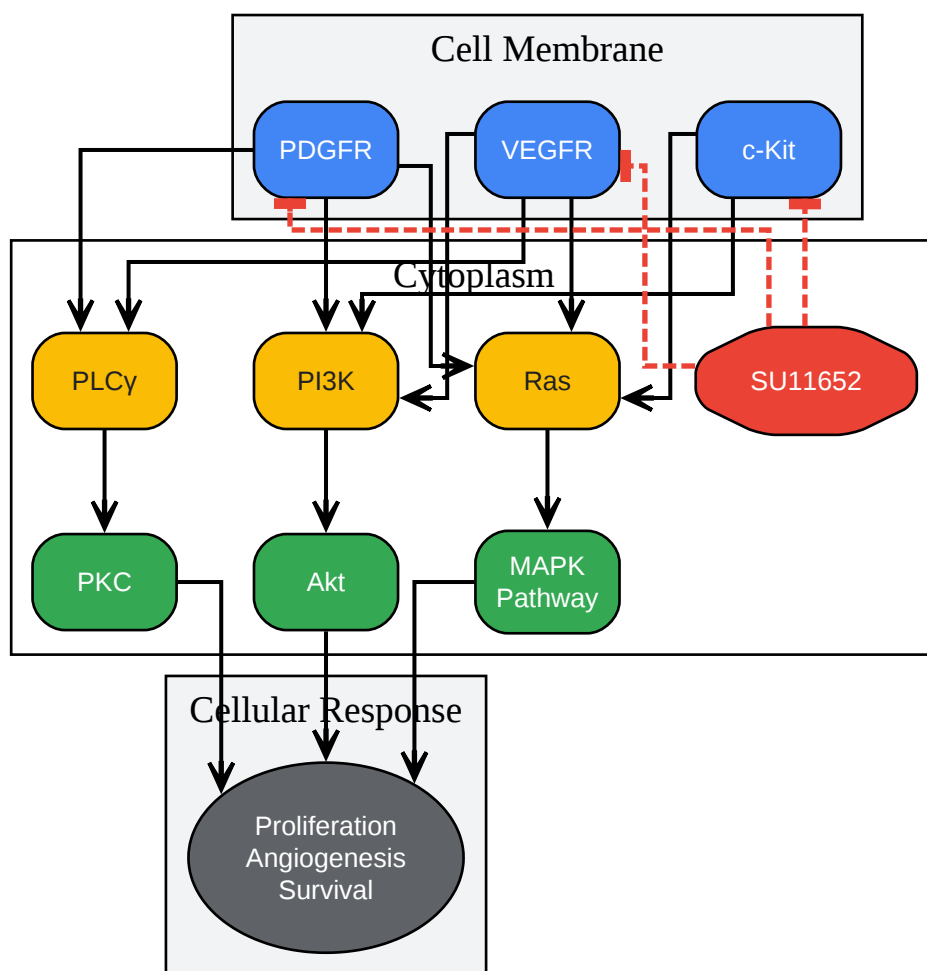 Cell Membrane
PDGFR
VEGFR
c-Kit
Cytoplasm
PLCγ
PI3K
Ras
SU11652
PKC
Akt
MAPK
Pathway
Cellular Response
Proliferation
Angiogenesis
Survival